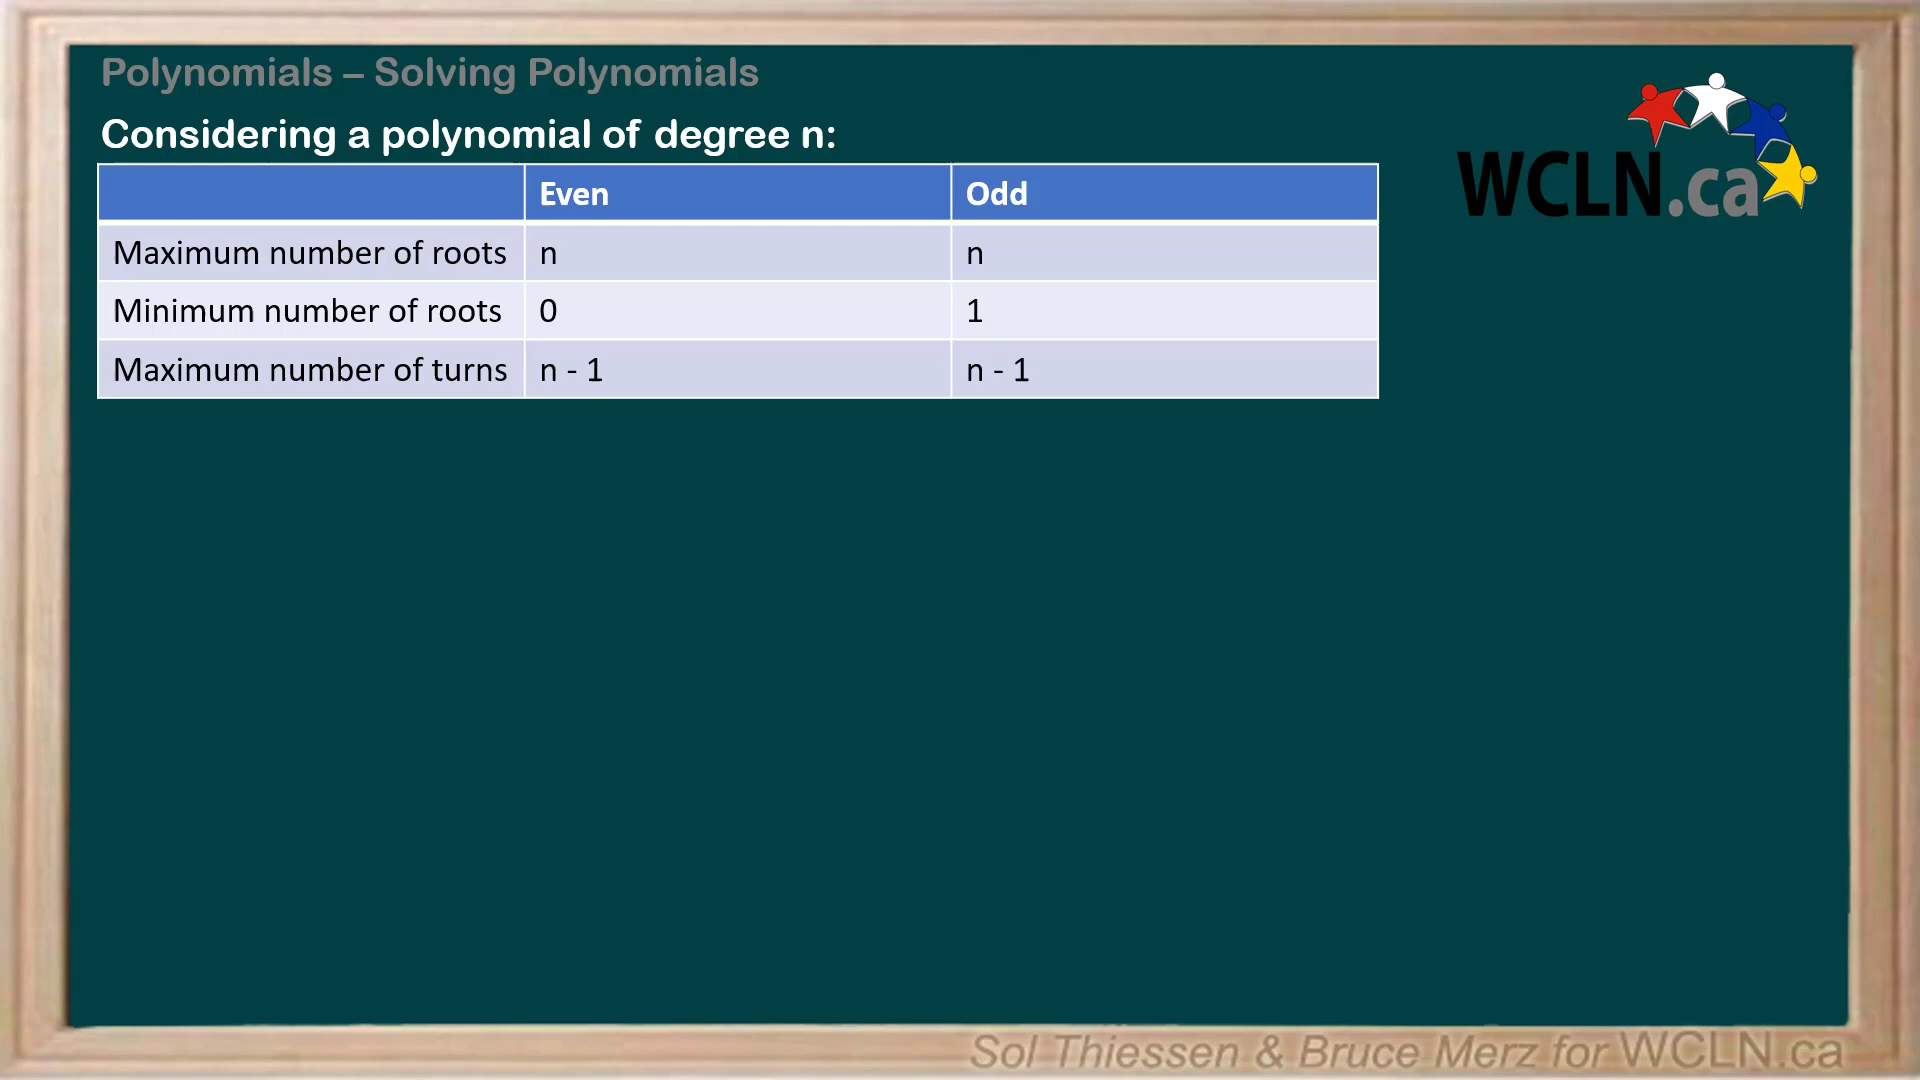 Polynomials – Solving Polynomials
Considering a polynomial of degree n:
Even Odd
Maximum number of roots n n
Minimum number of roots 0 1
Maximum number of turns n - 1 n - 1
WCLN.ca
Sol Thiessen & Bruce Merz for WCLN.ca